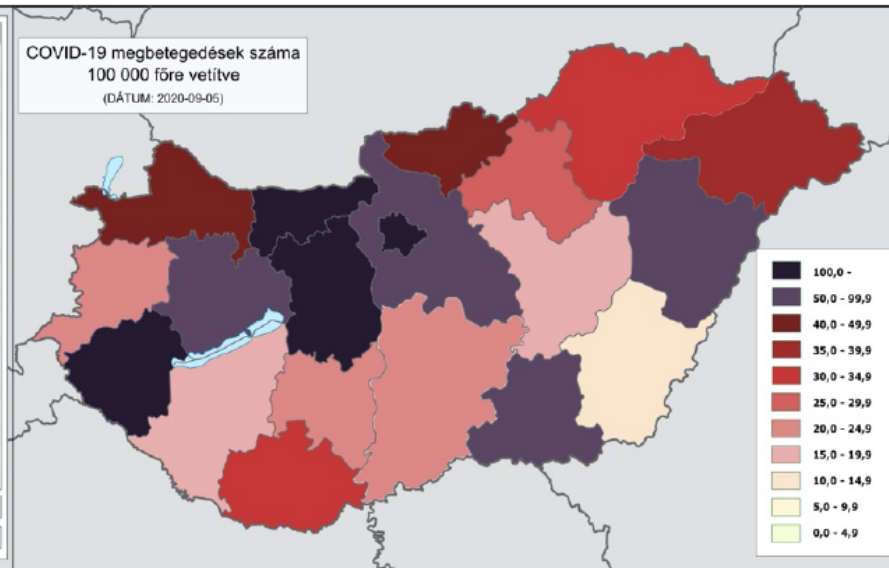 COVID-19 megbetegedések száma
100 000 főre vetítve
(DÁTUM: 2020-09-05)
100,0 -
50,0 - 99,9
40,0 - 49,9
35,0 - 39,9
30,0 - 34,9
25,0 - 29,9
20,0 - 24,9
15,0 - 19,9
10,0 - 14,9
5,0 - 9,9
0,0 - 4,9